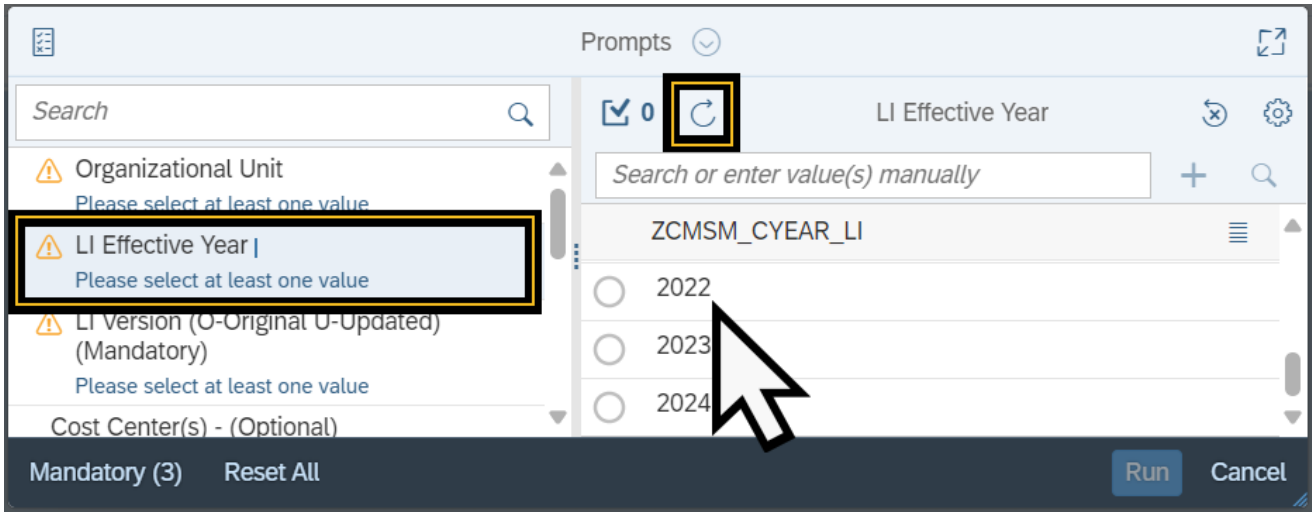 Prompts
Search
Organizational Unit
Please select at least one value
LI Effective Year
Please select at least one value
LI Version (O-Original U-Updated)
(Mandatory)
Please select at least one value
Cost Center(s) - (Optional)
0
LI Effective Year
Search or enter value(s) manually
ZCMSM_CYEAR_LI
2022
2023
2024
Mandatory (3) Reset All
Run Cancel